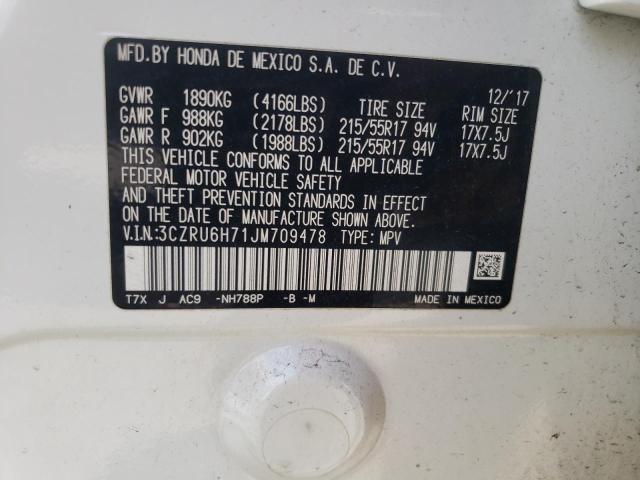 MFD.BY HONDA DE MEXICO S.A. DE C.V.
12/'17
GVWR 1890KG (4166LBS) TIRE SIZE RIM SIZE
GAWR F 988KG (2178LBS) 215/55R17 94V 17X7.5J
GAWR R 902KG (1988LBS) 215/55R17 94V 17X7.5J
THIS VEHICLE CONFORMS TO ALL APPLICABLE
FEDERAL MOTOR VEHICLE SAFETY
AND THEFT PREVENTION STANDARDS IN EFFECT
ON THE DATE OF MANUFACTURE SHOWN ABOVE.
V.I.N.:3CZRU6H71JM709478 TYPE: MPV
T7X J AC9 -NH788P -B -M MADE IN MEXICO